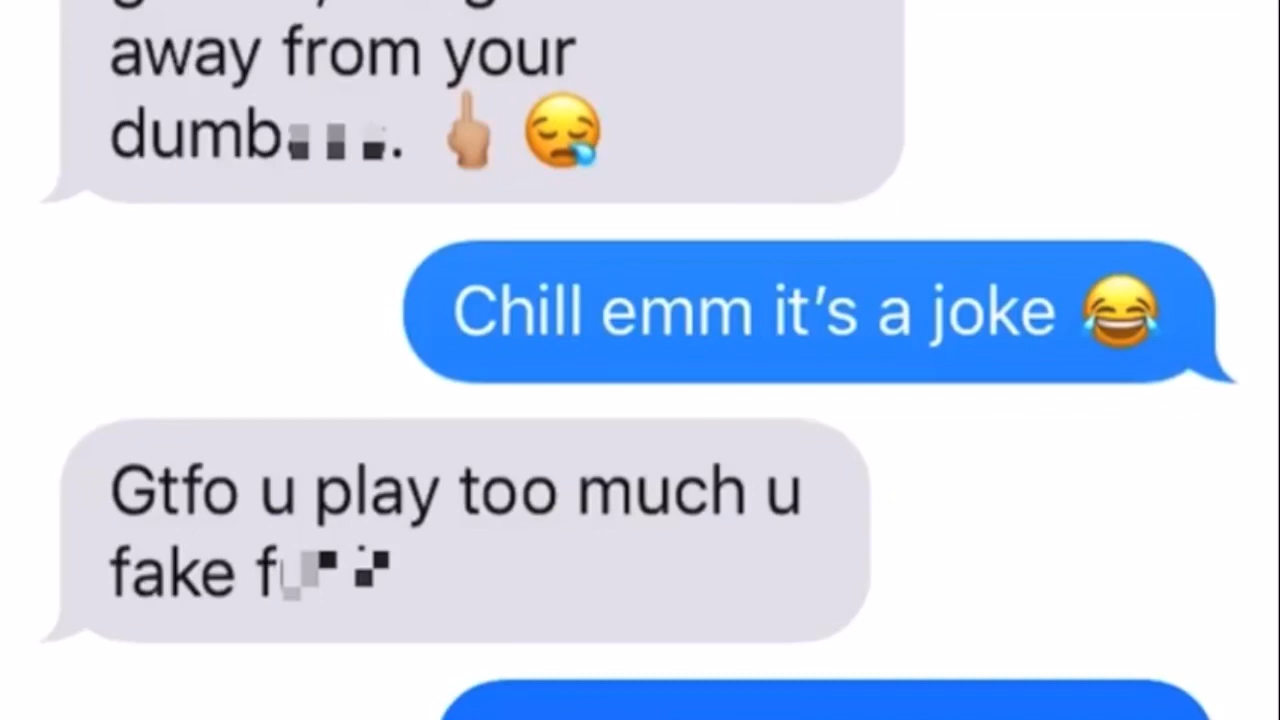 away from your
dumb. 🖕🏼 😪
Chill emm it’s a joke 😂
Gtfo u play too much u
fake